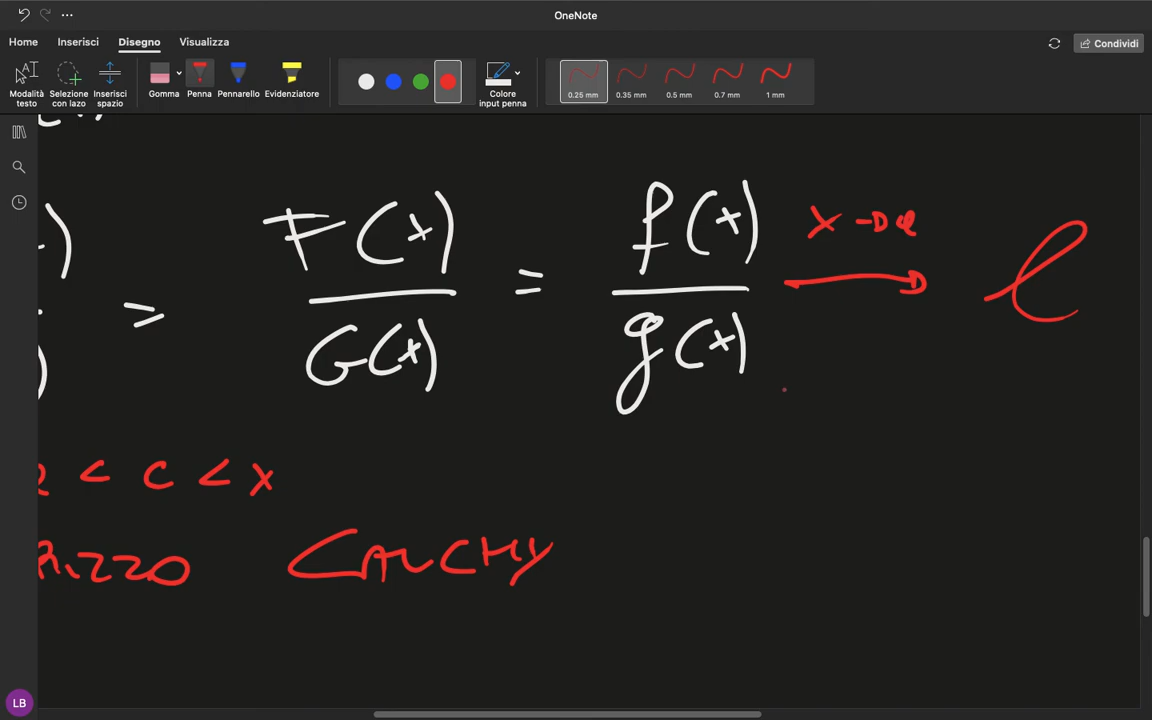 OneNote
Home Inserisci Disegno Visualizza
Condividi
Modalità testo
Selezione con lazo
Inserisci spazio
Gomma
Penna
Pennarello
Evidenziatore
Colore input penna
0.25 mm 0.35 mm 0.5 mm 0.7 mm 1 mm
= F(x) / G(x) = f(x) / g(x) x → a ℓ
< c < x
CAUCHY
LB